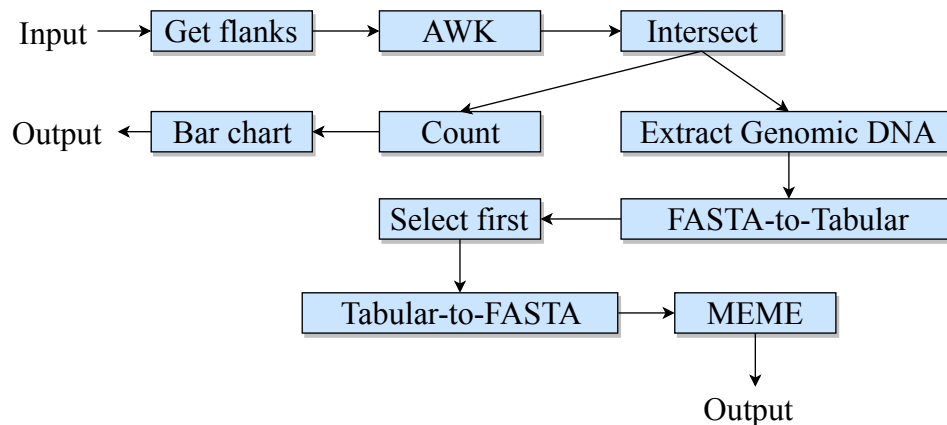 Input
Get flanks
AWK
Intersect
Output
Bar chart
Count
Extract Genomic DNA
Select first
FASTA-to-Tabular
Tabular-to-FASTA
MEME
Output